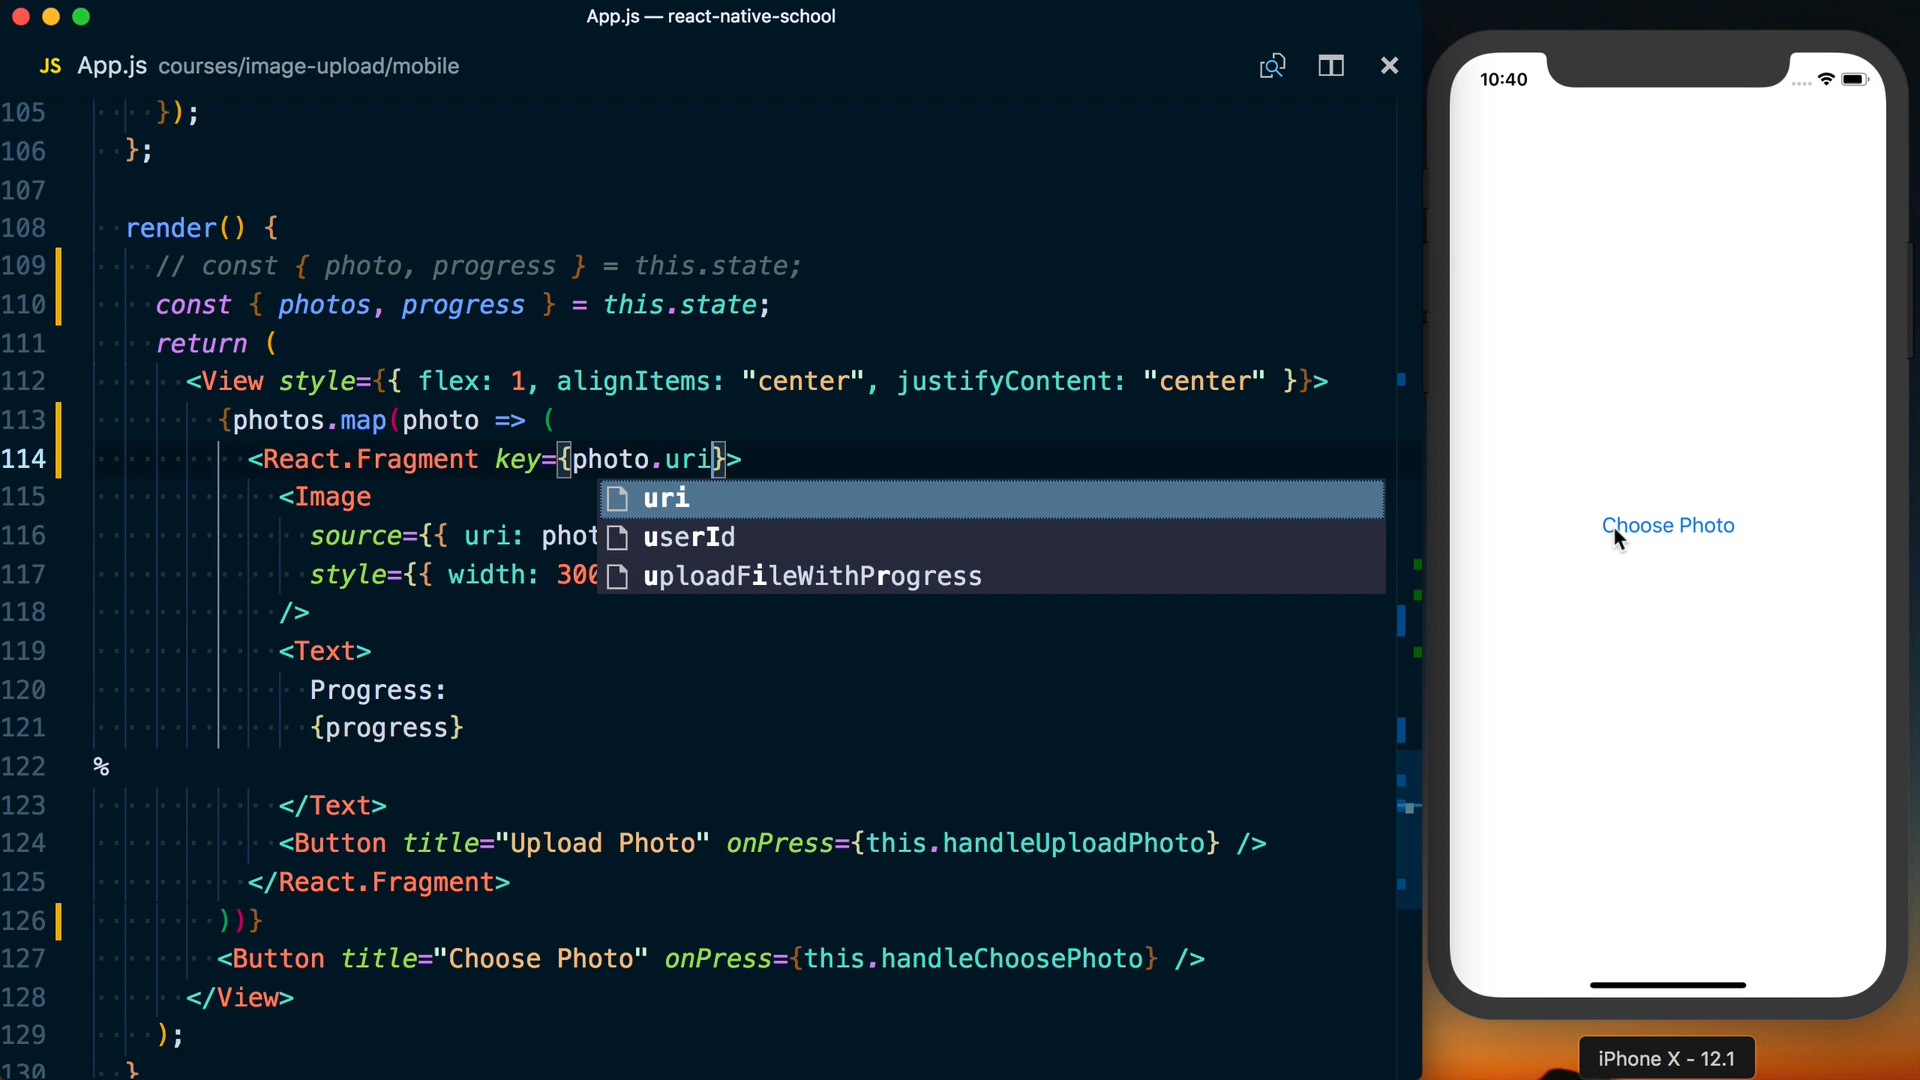 App.js — react-native-school
JS App.js courses/image-upload/mobile
105 });
106 };
107
108 render() {
109 // const { photo, progress } = this.state;
110 const { photos, progress } = this.state;
111 return (
112 <View style={{ flex: 1, alignItems: "center", justifyContent: "center" }}>
113 {photos.map(photo => (
114 <React.Fragment key={photo.uri}>
115 <Image
116 source={{ uri: phot
117 style={{ width: 300
118 />
119 <Text>
120 Progress:
121 {progress}
122 %
123 </Text>
124 <Button title="Upload Photo" onPress={this.handleUploadPhoto} />
125 </React.Fragment>
126 ))}
127 <Button title="Choose Photo" onPress={this.handleChoosePhoto} />
128 </View>
129 );
130 }
uri
userId
uploadFileWithProgress
10:40
Choose Photo
iPhone X - 12.1